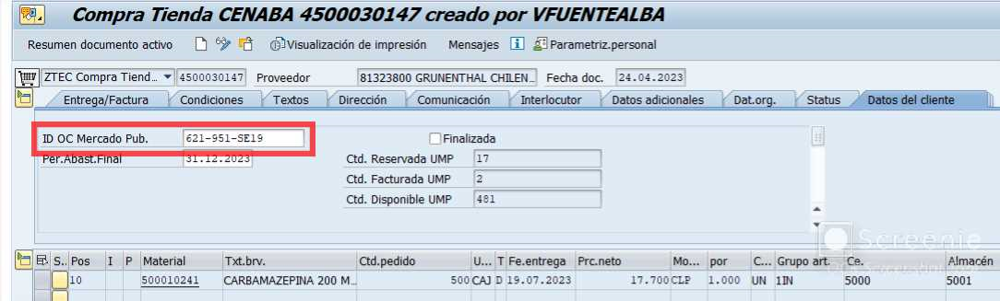 Compra Tienda CENABA 4500030147 creado por VFUENTEALBA
Resumen documento activo Visualización de impresión Mensajes Parametriz.personal
ZTEC Compra Tiend... 4500030147 Proveedor 81323800 GRUNENTHAL CHILEN... Fecha doc. 24.04.2023
Entrega/Factura Condiciones Textos Dirección Comunicación Interlocutor Datos adicionales Dat.org. Status Datos del cliente
ID OC Mercado Pub. 621-951-SE19 Finalizada
Per.Abast.Final 31.12.2023 Ctd. Reservada UMP 17
Ctd. Facturada UMP 2
Ctd. Disponible UMP 481
Screenie
S... Pos I P Material Txt.brv. Ctd.pedido U... T Fe.entrega Prc.neto Mo... por C... Grupo art. Ce. Almacén
10 500010241 CARBAMAZEPINA 200 M... 500 CAJ D 19.07.2023 17.700 CLP 1.000 UN 1IN 5000 5001